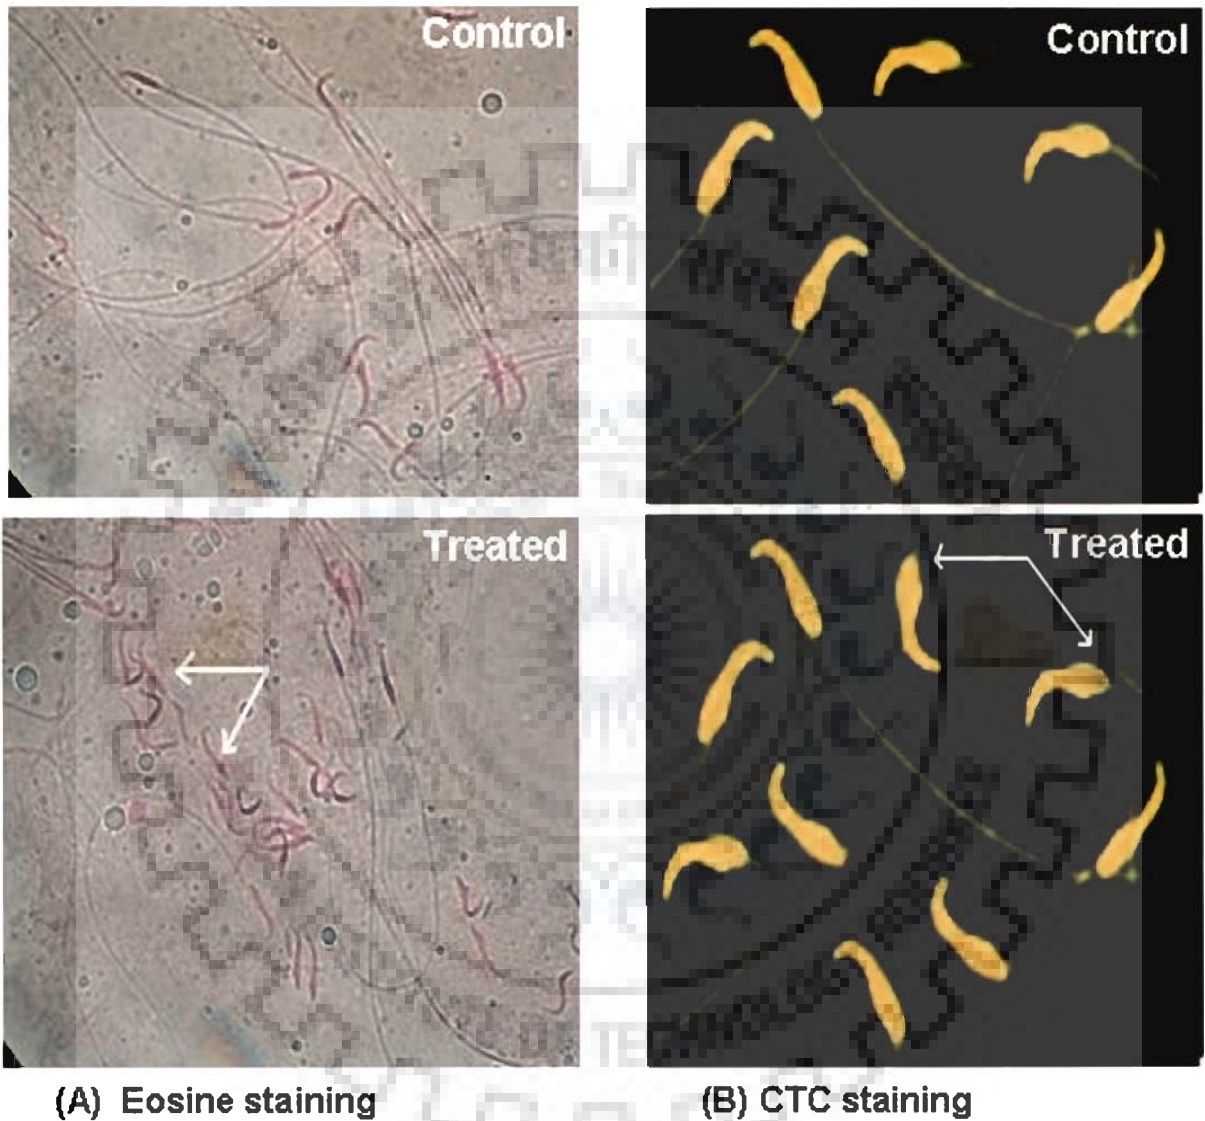 Control
Control
Treated
Treated
(A) Eosine staining
(B) CTC staining